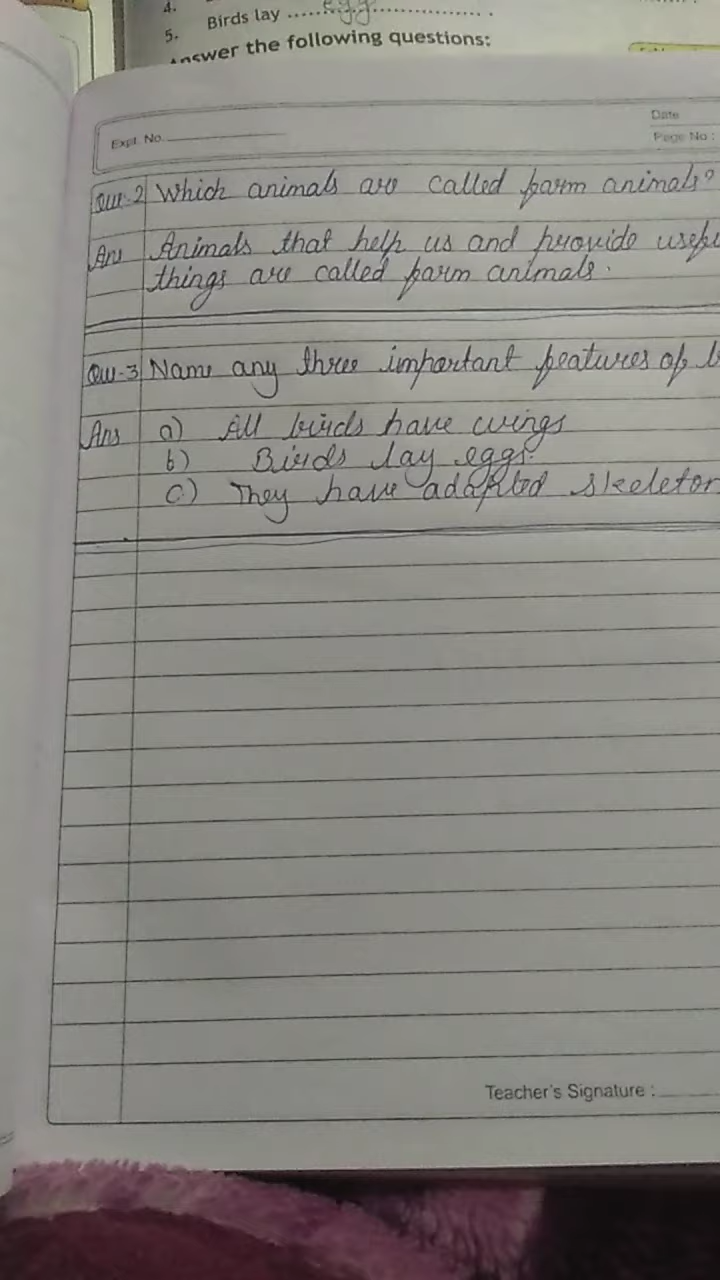 4.
5. Birds lay ......egg.................. .
Answer the following questions:
Date
Expt. No.
Page No :
Que-2 Which animals are called farm animals?
Ans Animals that help us and provide usefu
things are called farm animals.
Que-3 Name any three important features of b
Ans a) All birds have wings
b) Birds lay eggs.
c) They have adapted skeleton
Teacher's Signature :